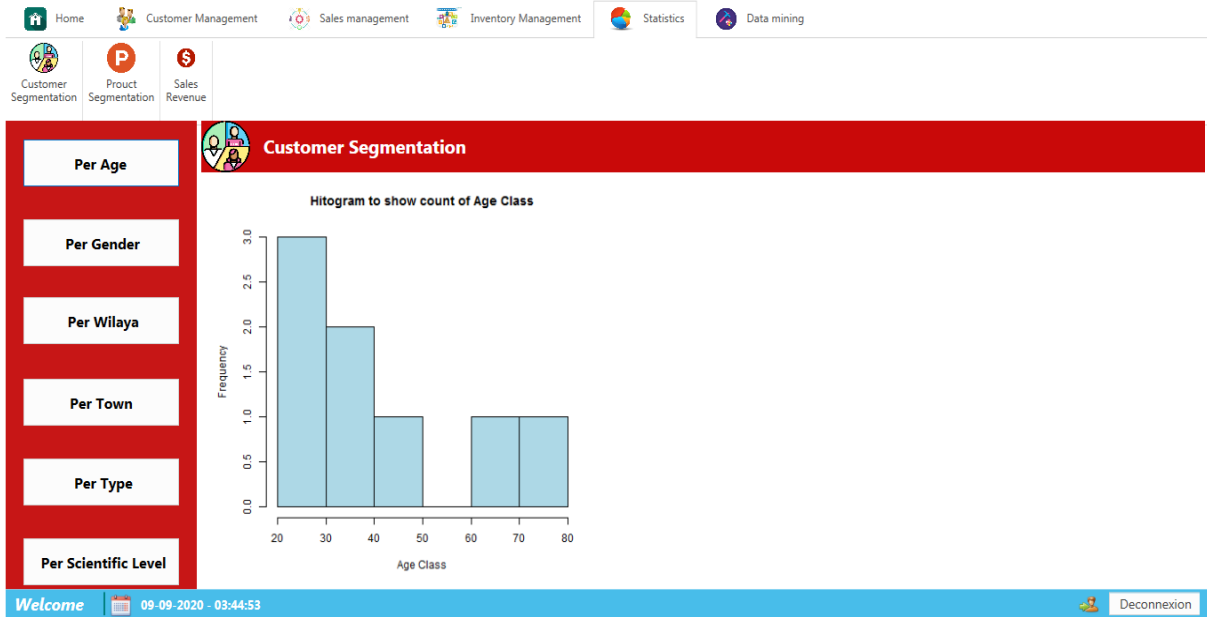 Home
Customer Management
Sales management
Inventory Management
Statistics
Data mining
Customer
Segmentation
Prouct
Segmentation
Sales
Revenue
Per Age
Per Gender
Per Wilaya
Per Town
Per Type
Per Scientific Level
Customer Segmentation
Hitogram to show count of Age Class
Frequency
3.0
2.5
2.0
1.5
1.0
0.5
0.0
20 30 40 50 60 70 80
Age Class
Welcome
09-09-2020 - 03:44:53
Deconnexion